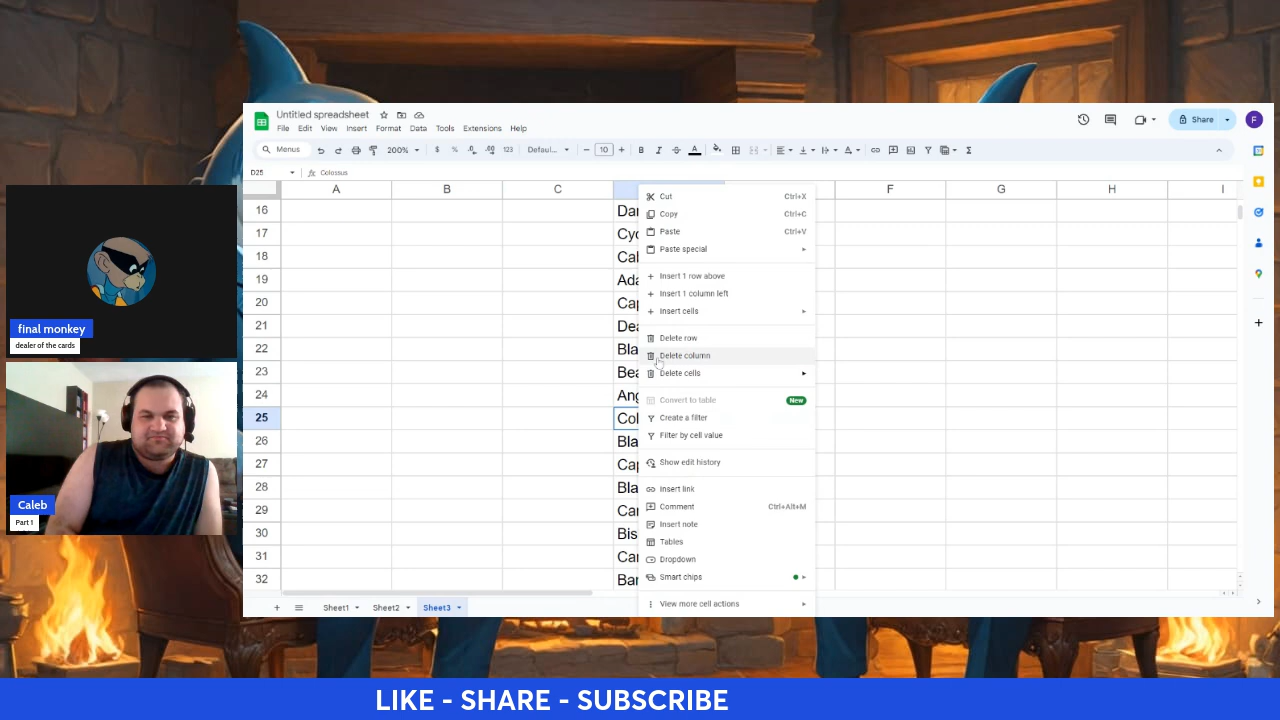 Untitled spreadsheet
File Edit View Insert Format Data Tools Extensions Help
Share
F
Menus 200% $ % .0 .00 123 Defaul... 10 B I A
D25 Colossus
A B C F G H I
16 Dar
17 Cyc
18 Cal
19 Ada
20 Cap
21 Dea
22 Bla
23 Bea
24 Ang
25 Col
26 Bla
27 Cap
28 Bla
29 Car
30 Bis
31 Car
32 Bar
Cut Ctrl+X
Copy Ctrl+C
Paste Ctrl+V
Paste special
Insert 1 row above
Insert 1 column left
Insert cells
Delete row
Delete column
Delete cells
Convert to table New
Create a filter
Filter by cell value
Show edit history
Insert link
Comment Ctrl+Alt+M
Insert note
Tables
Dropdown
Smart chips
View more cell actions
Sheet1 Sheet2 Sheet3
final monkey
dealer of the cards
Caleb
Part 1
LIKE - SHARE - SUBSCRIBE